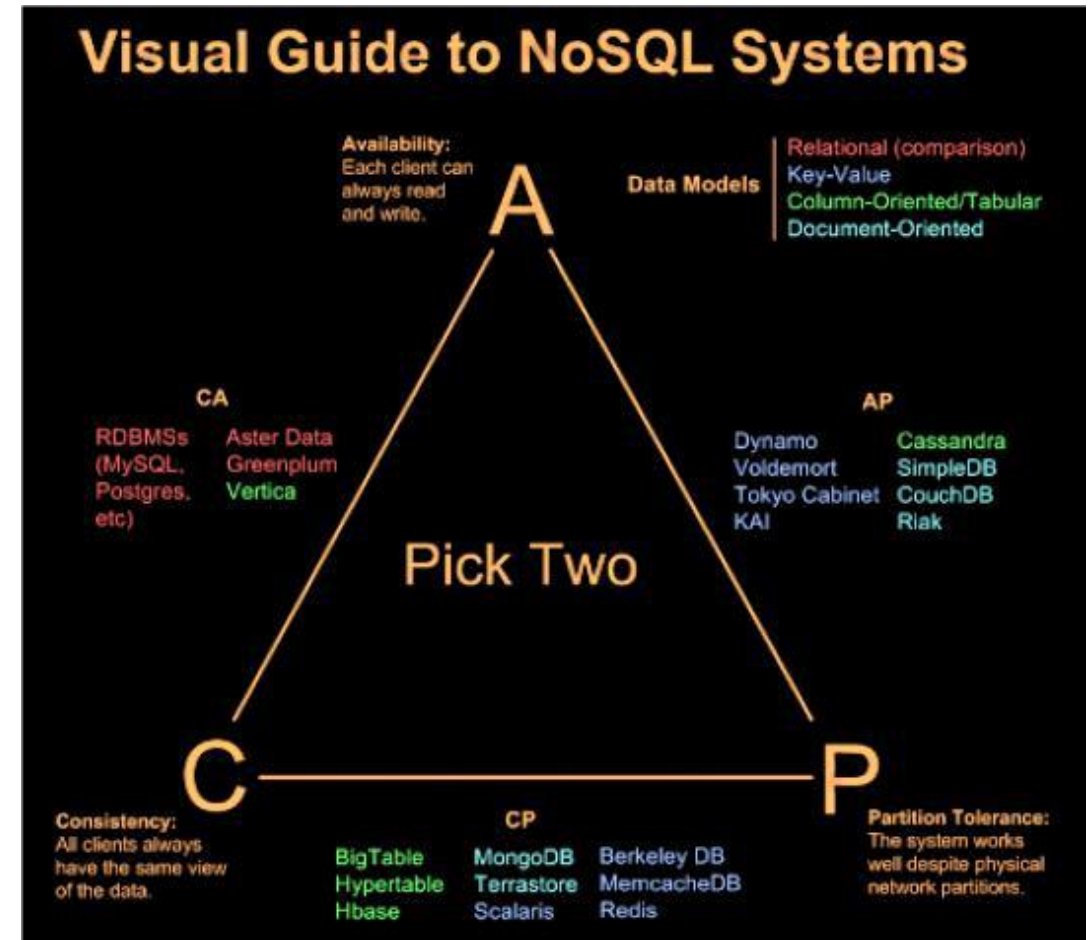 Visual Guide to NoSQL Systems
Availability:
Each client can
always read
and write.
A
Data Models
Relational (comparison)
Key-Value
Column-Oriented/Tabular
Document-Oriented
CA
RDBMSs
(MySQL,
Postgres,
etc)
Aster Data
Greenplum
Vertica
AP
Dynamo
Voldemort
Tokyo Cabinet
KAI
Cassandra
SimpleDB
CouchDB
Riak
Pick Two
C
P
Consistency:
All clients always
have the same view
of the data.
CP
BigTable
Hypertable
Hbase
MongoDB
Terrastore
Scalaris
Berkeley DB
MemcacheDB
Redis
Partition Tolerance:
The system works
well despite physical
network partitions.